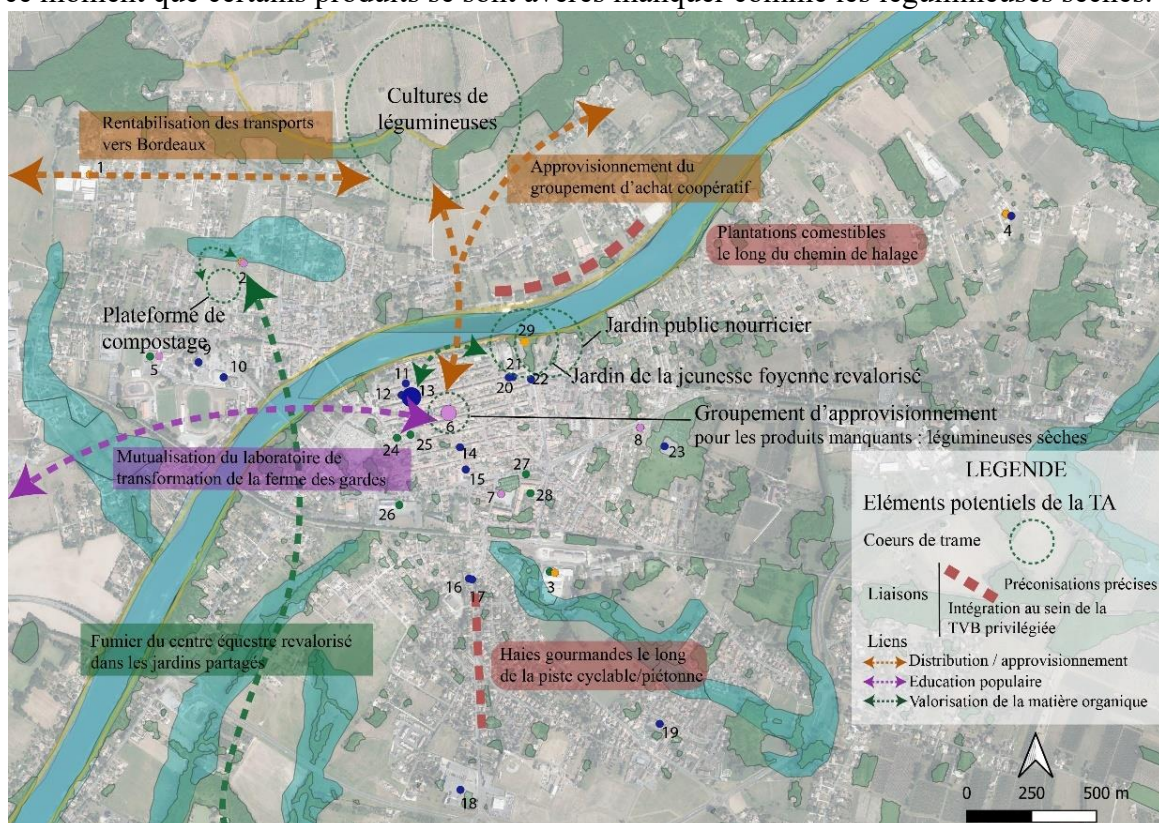 ce moment que certains produits se sont avérés manquer comme les légumineuses sèches.
Cultures de
légumineuses
Rentabilisation des transports
vers Bordeaux
1
Approvisionnement du
groupement d'achat coopératif
Plantations comestibles
le long du chemin de halage
4
2
Plateforme de
compostage
5
9
10
29
Jardin public nourricier
21
20
22
Jardin de la jeunesse foyenne revalorisé
11
12
13
6
Groupement d'approvisionnement
pour les produits manquants : légumineuses sèches
8
23
24
25
14
15
Mutualisation du laboratoire de
transformation de la ferme des gardes
27
7
28
26
16
17
3
Fumier du centre équestre revalorisé
dans les jardins partagés
Haies gourmandes le long
de la piste cyclable/piétonne
19
18
LEGENDE
Eléments potentiels de la TA
Coeurs de trame
Liaisons
Préconisations précises
Intégration au sein de la
TVB privilégiée
Liens
Distribution / approvisionnement
Education populaire
Valorisation de la matière organique
0 250 500 m